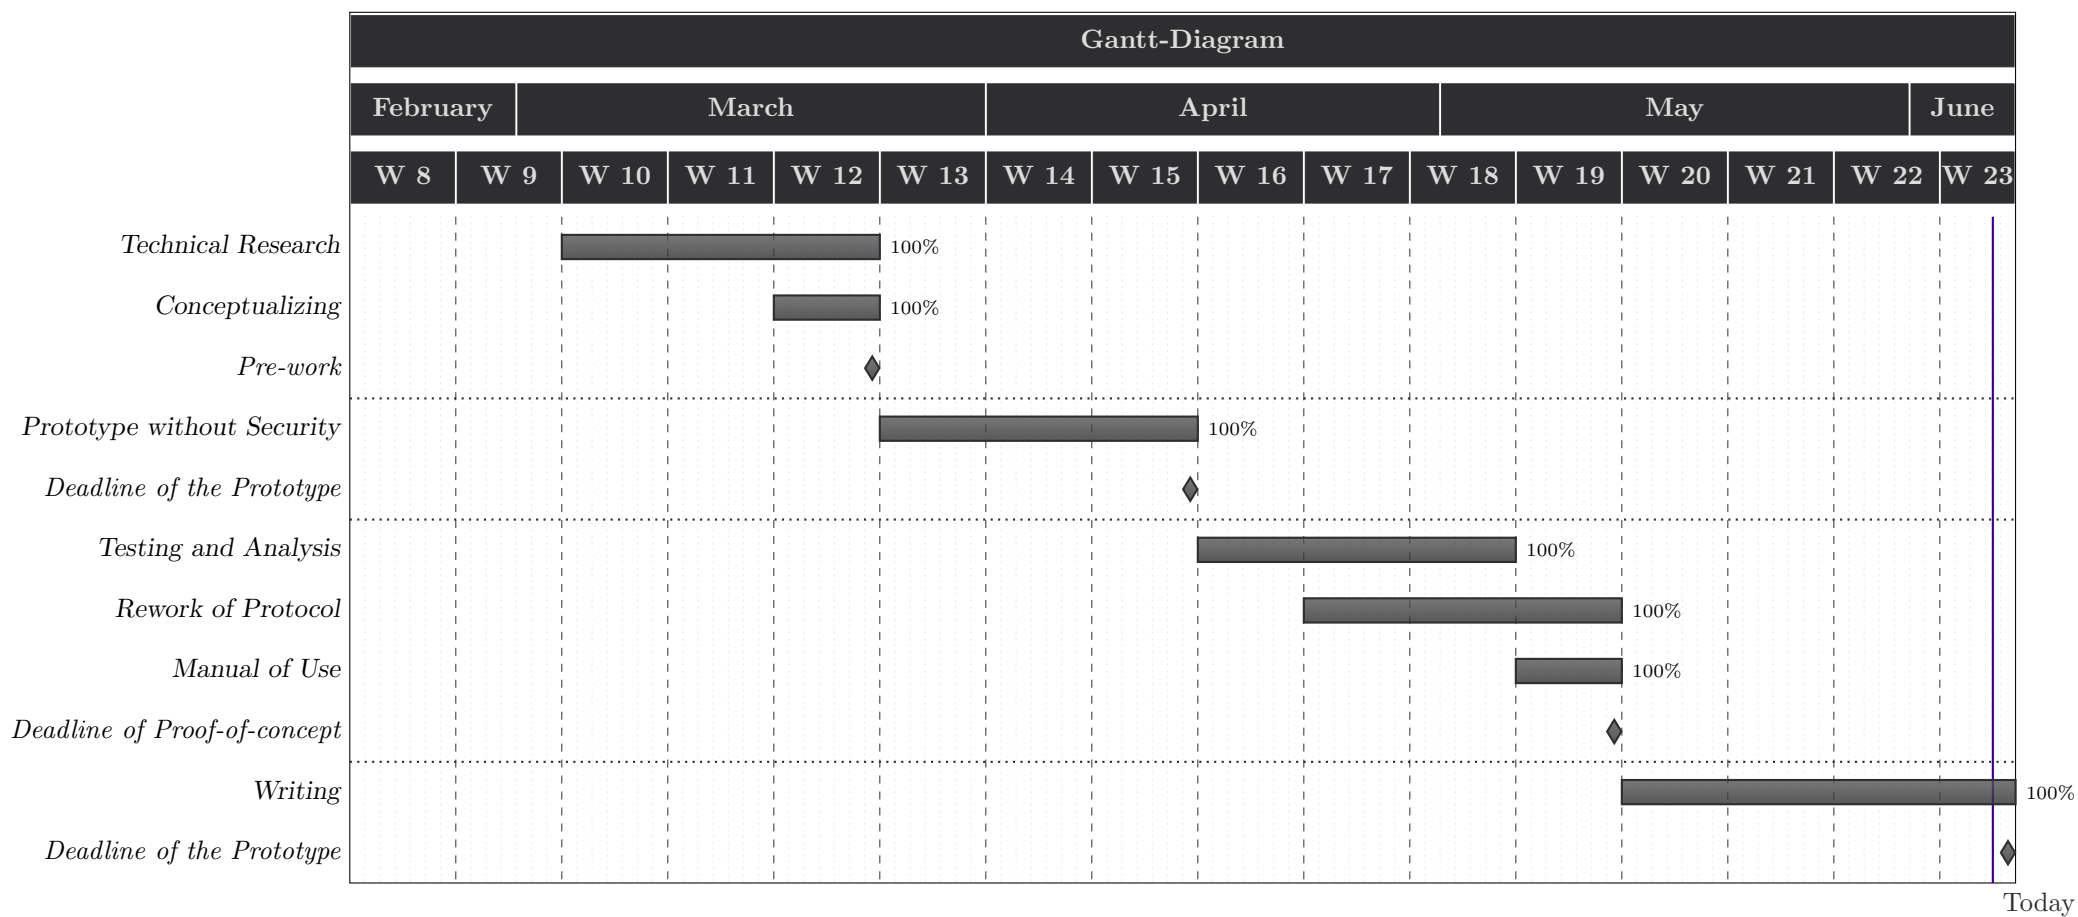 Gantt-Diagram
February March April May June
W 8 W 9 W 10 W 11 W 12 W 13 W 14 W 15 W 16 W 17 W 18 W 19 W 20 W 21 W 22 W 23
Technical Research 100%
Conceptualizing 100%
Pre-work
Prototype without Security 100%
Deadline of the Prototype
Testing and Analysis 100%
Rework of Protocol 100%
Manual of Use 100%
Deadline of Proof-of-concept
Writing 100%
Deadline of the Prototype
Today